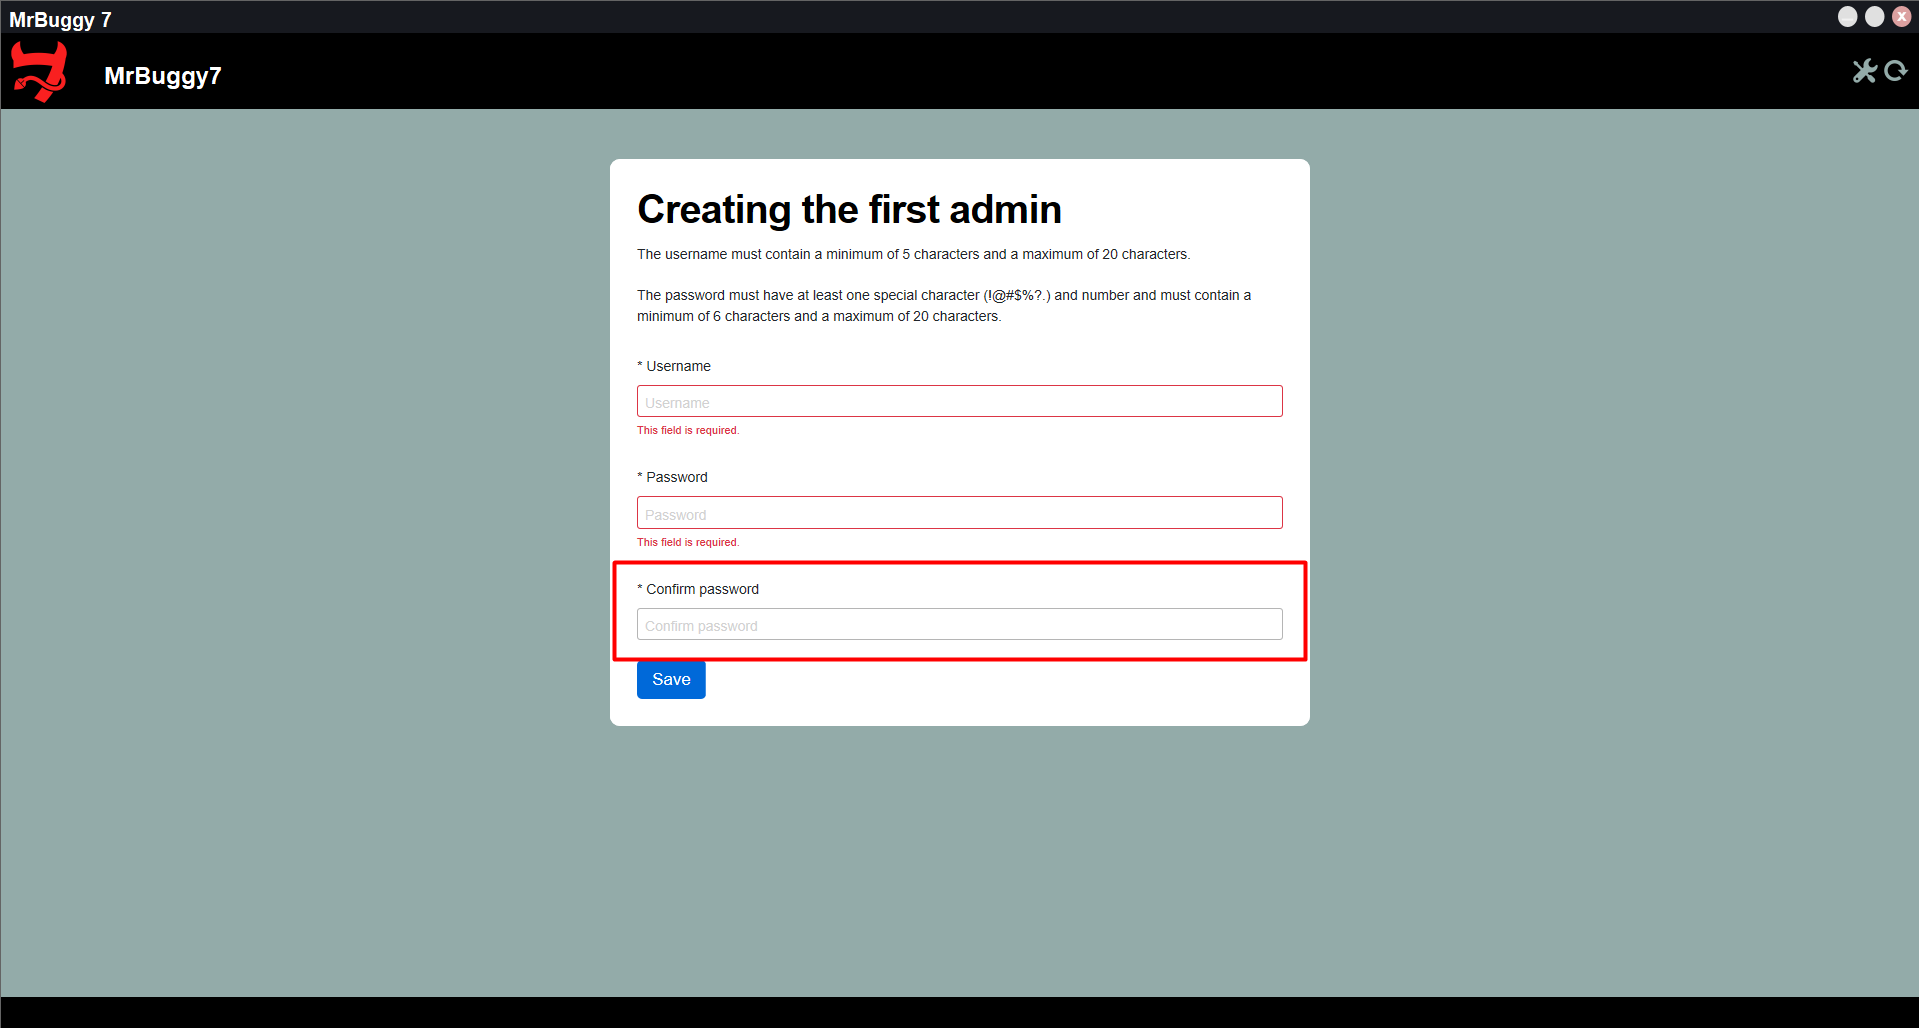 MrBuggy 7
X
MrBuggy7
Creating the first admin
The username must contain a minimum of 5 characters and a maximum of 20 characters.
The password must have at least one special character (!@#$%?.) and number and must contain a
minimum of 6 characters and a maximum of 20 characters.
* Username
Username
This field is required.
* Password
Password
This field is required.
* Confirm password
Confirm password
Save